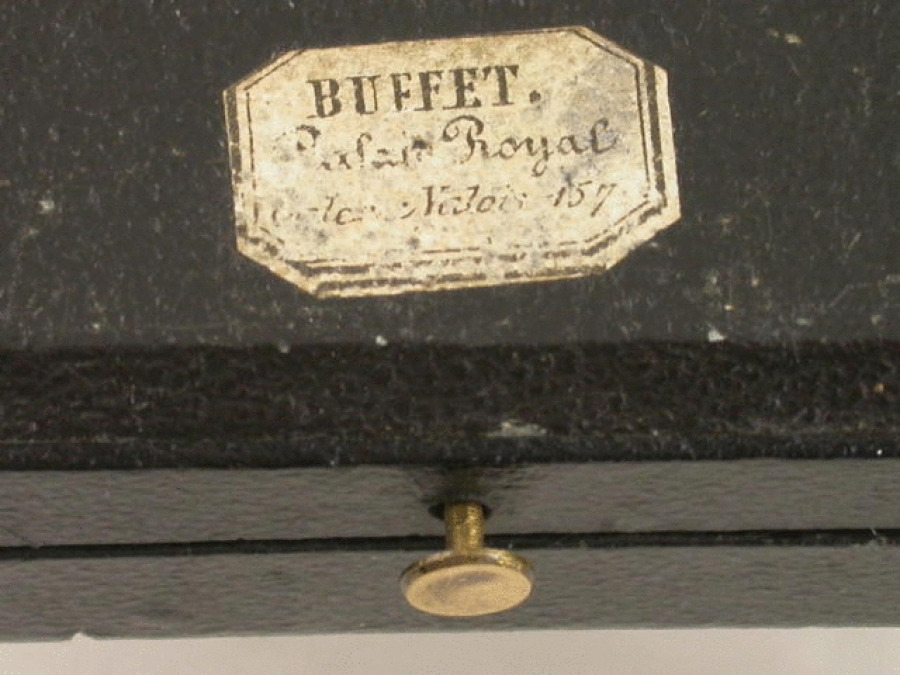 BUFFET.
Palais Royal
Valois 157